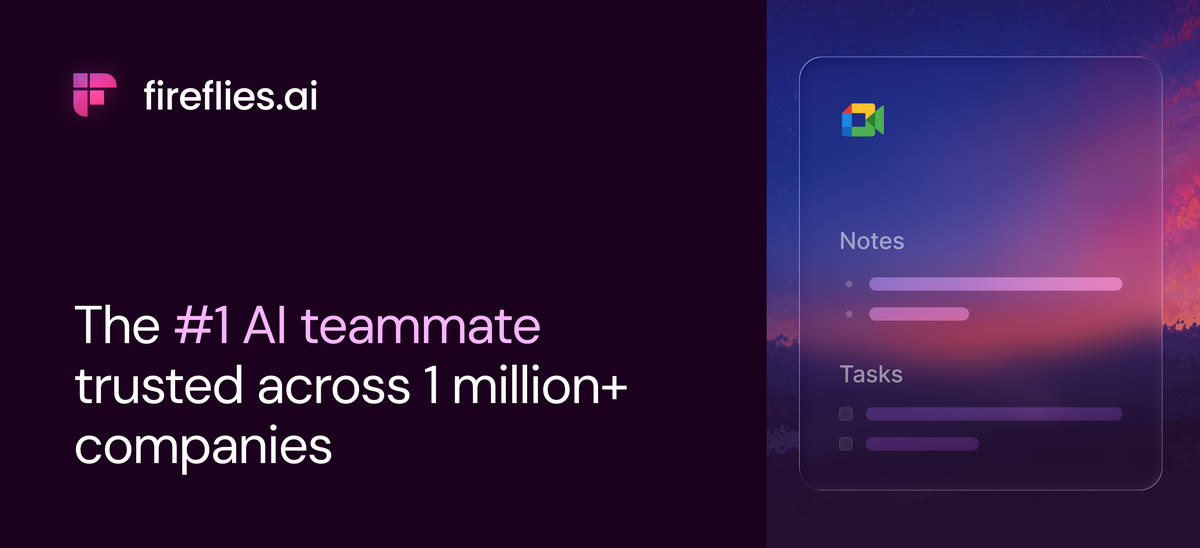 fireflies.ai
The #1 AI teammate
trusted across 1 million+
companies
Notes
Tasks